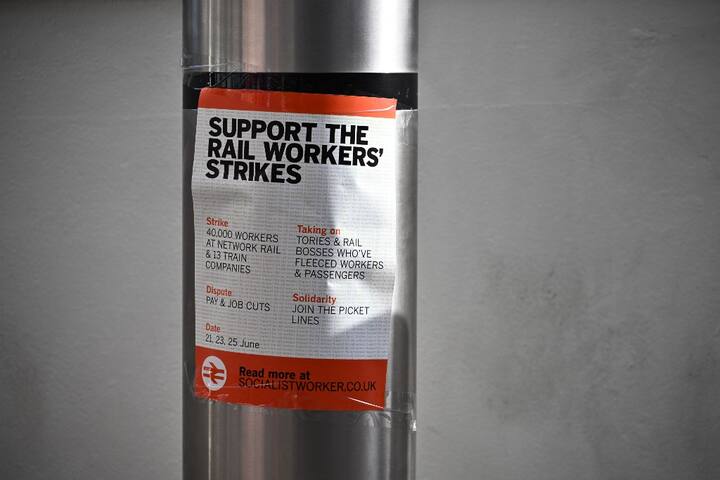 SUPPORT THE
RAIL WORKERS'
STRIKES
Strike
40,000 WORKERS
AT NETWORK RAIL
& 13 TRAIN
COMPANIES
Taking on
TORIES & RAIL
BOSSES WHO'VE
FLEECED WORKERS
& PASSENGERS
Dispute
PAY & JOB CUTS
Solidarity
JOIN THE PICKET
LINES
Date
21, 23, 25 June
Read more at
SOCIALISTWORKER.CO.UK